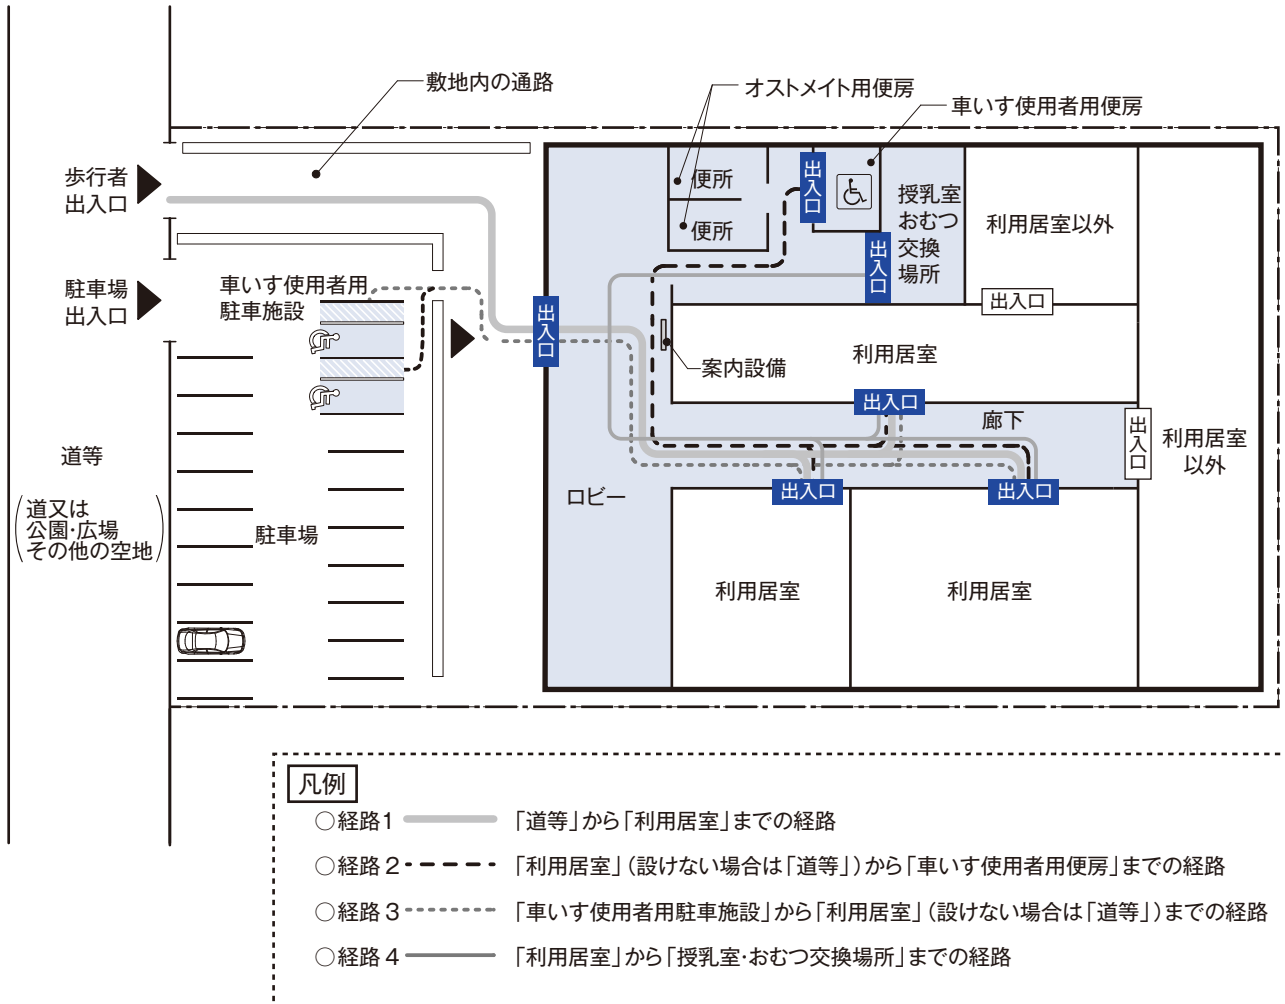 敷地内の通路
オストメイト用便房
車いす使用者用便房
歩行者
出入口
便所
便所
出入口
授乳室
おむつ
交換
場所
出入口
利用居室以外
出入口
駐車場
出入口
車いす使用者用
駐車施設
出入口
案内設備
利用居室
出入口
廊下
出入口
利用居室
以外
道等
(道又は
公園・広場
その他の空地)
駐車場
ロビー
出入口
出入口
利用居室
利用居室
凡例
○経路1 「道等」から「利用居室」までの経路
○経路2 「利用居室」(設けない場合は「道等」)から「車いす使用者用便房」までの経路
○経路3 「車いす使用者用駐車施設」から「利用居室」(設けない場合は「道等」)までの経路
○経路4 「利用居室」から「授乳室・おむつ交換場所」までの経路